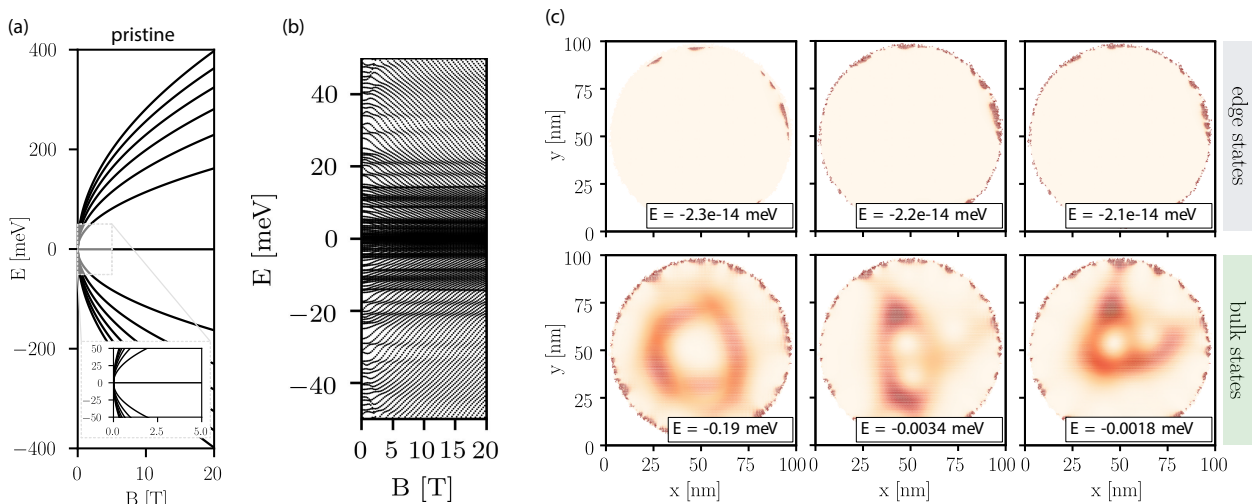 (a)
pristine
400
200
0
−200
−400
E [meV]
50
25
0
−25
−50
0.0
2.5
5.0
0
10
20
B [T]
(b)
40
20
0
−20
−40
E [meV]
0 5 10 15 20
B [T]
(c)
100
75
50
25
0
y [nm]
E = -2.3e-14 meV
E = -2.2e-14 meV
E = -2.1e-14 meV
edge states
100
75
50
25
0
y [nm]
E = -0.19 meV
E = -0.0034 meV
E = -0.0018 meV
bulk states
0 25 50 75 100 0 25 50 75 100 0 25 50 75 100
x [nm]
x [nm]
x [nm]